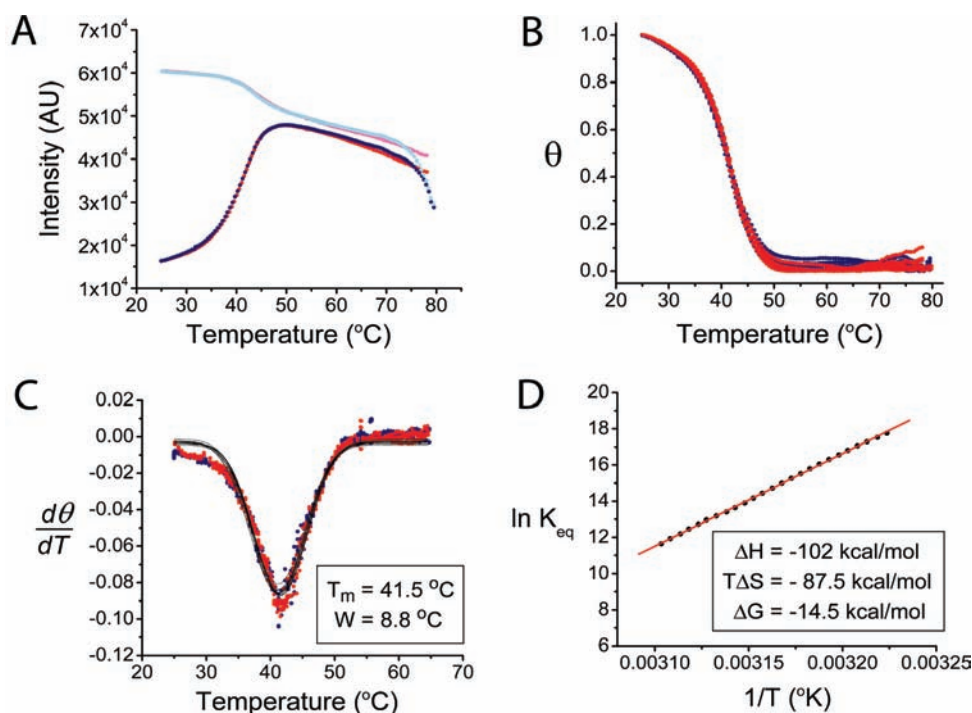 A
7x10⁴
6x10⁴
5x10⁴
4x10⁴
3x10⁴
2x10⁴
1x10⁴
Intensity (AU)
20 30 40 50 60 70 80
Temperature (°C)
B
1.0
0.8
0.6
0.4
0.2
0.0
θ
20 30 40 50 60 70 80
Temperature (°C)
C
0.02
0.00
-0.02
-0.04
-0.06
-0.08
-0.10
-0.12
dθ
dT
Tm = 41.5 °C
W = 8.8 °C
20 30 40 50 60 70
Temperature (°C)
D
20
18
16
14
12
10
8
6
ln Keq
ΔH = -102 kcal/mol
TΔS = - 87.5 kcal/mol
ΔG = -14.5 kcal/mol
0.00310 0.00315 0.00320 0.00325
1/T (°K)